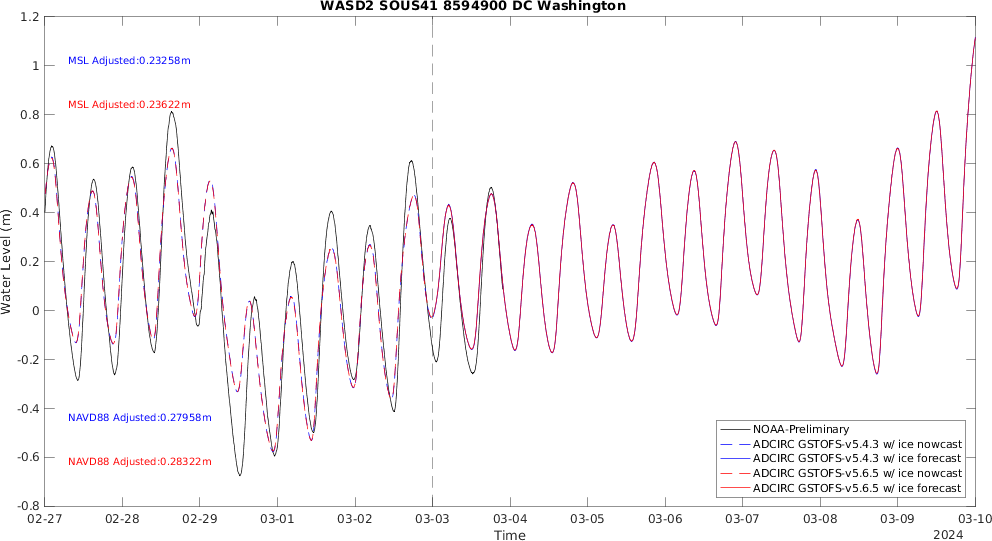 WASD2 SOUS41 8594900 DC Washington
1.2
1
0.8
0.6
0.4
0.2
0
-0.2
-0.4
-0.6
-0.8
Water Level (m)
MSL Adjusted:0.23258m
MSL Adjusted:0.23622m
NAVD88 Adjusted:0.27958m
NAVD88 Adjusted:0.28322m
NOAA-Preliminary
ADCIRC GSTOFS-v5.4.3 w/ ice nowcast
ADCIRC GSTOFS-v5.4.3 w/ ice forecast
ADCIRC GSTOFS-v5.6.5 w/ ice nowcast
ADCIRC GSTOFS-v5.6.5 w/ ice forecast
02-27 02-28 02-29 03-01 03-02 03-03 03-04 03-05 03-06 03-07 03-08 03-09 03-10
Time
2024